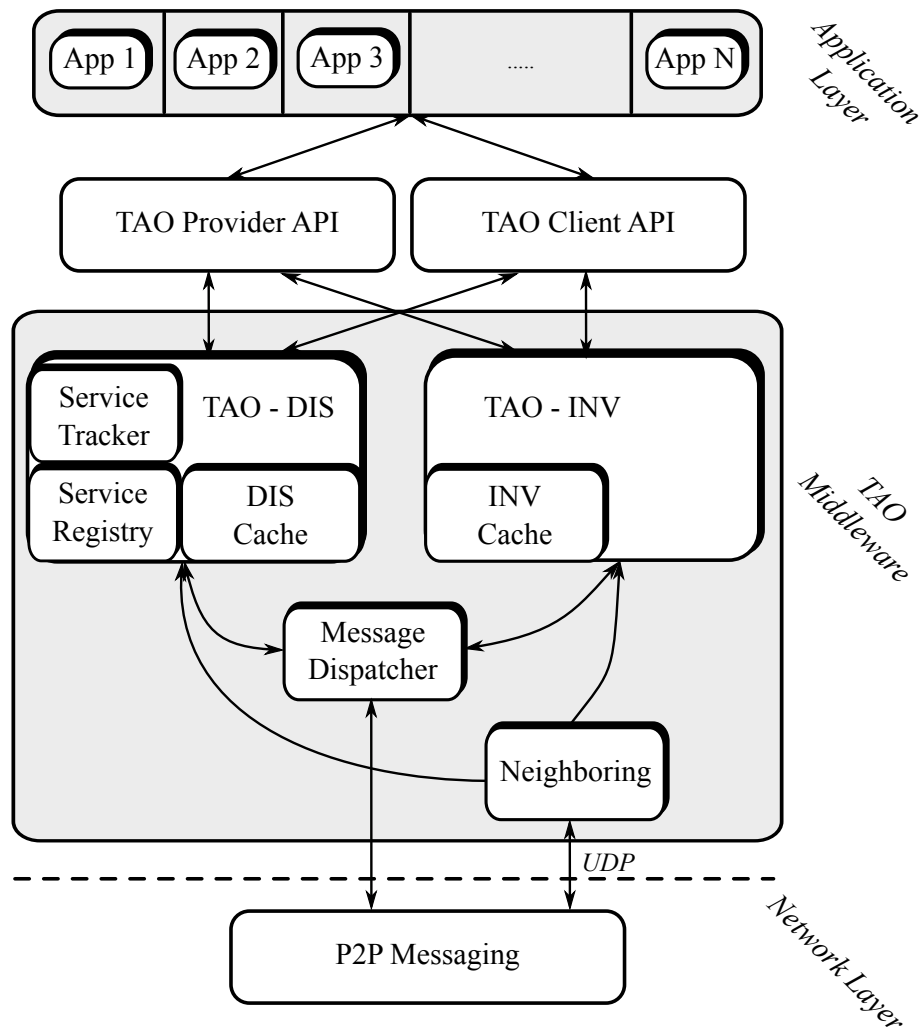 App 1 App 2 App 3 ..... App N
Application
Layer
TAO Provider API TAO Client API
Service
Tracker
TAO - DIS
TAO - INV
Service
Registry
DIS
Cache
INV
Cache
TAO
Middleware
Message
Dispatcher
Neighboring
UDP
P2P Messaging
Network Layer